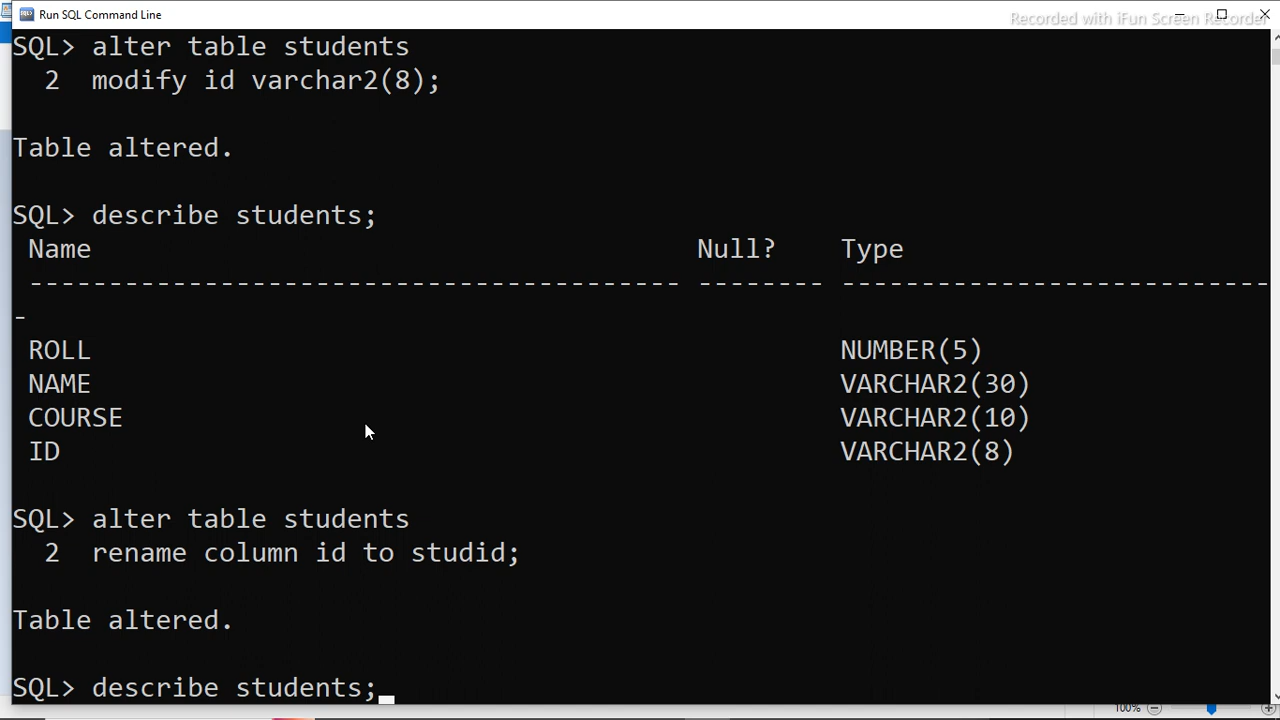 Run SQL Command Line
Recorded with iFun Screen Recorder
SQL> alter table students
2 modify id varchar2(8);
Table altered.
SQL> describe students;
Name Null? Type
----------------------------------------- -------- ---------------------------
-
ROLL NUMBER(5)
NAME VARCHAR2(30)
COURSE VARCHAR2(10)
ID VARCHAR2(8)
SQL> alter table students
2 rename column id to studid;
Table altered.
SQL> describe students;
100%